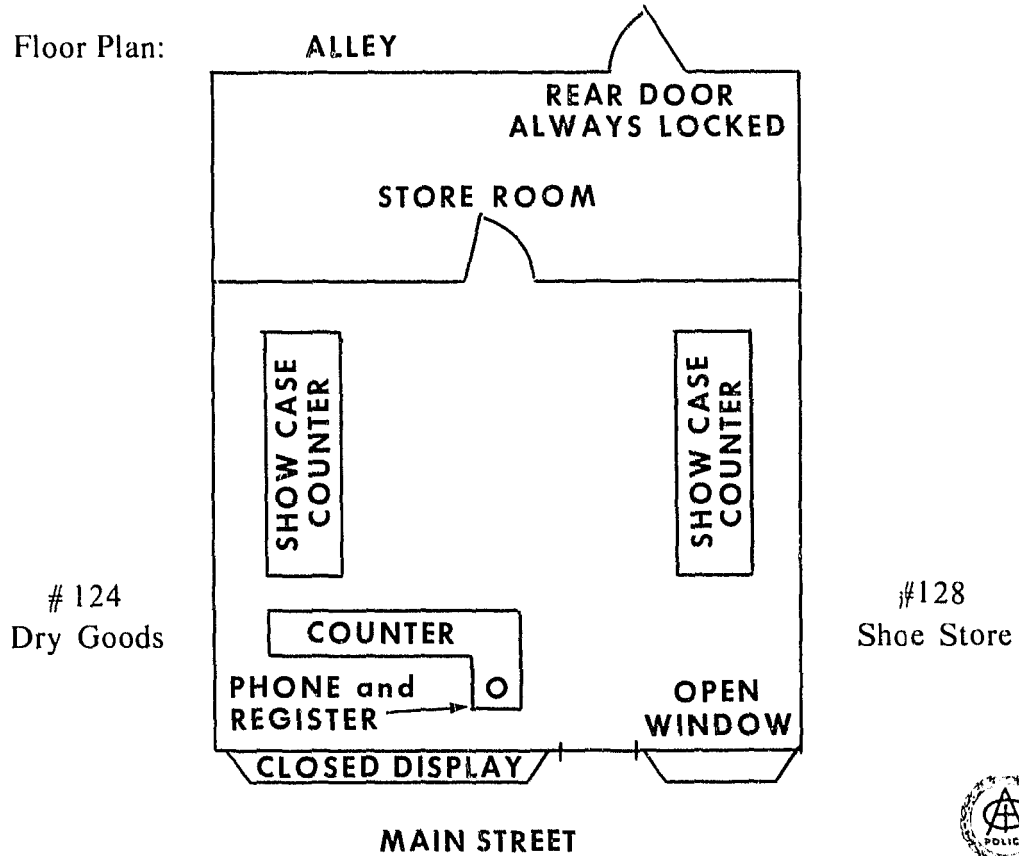 Floor Plan:
ALLEY
REAR DOOR
ALWAYS LOCKED
STORE ROOM
SHOW CASE
COUNTER
SHOW CASE
COUNTER
# 124
Dry Goods
#128
Shoe Store
COUNTER
PHONE and
REGISTER
O
OPEN
WINDOW
CLOSED DISPLAY
MAIN STREET